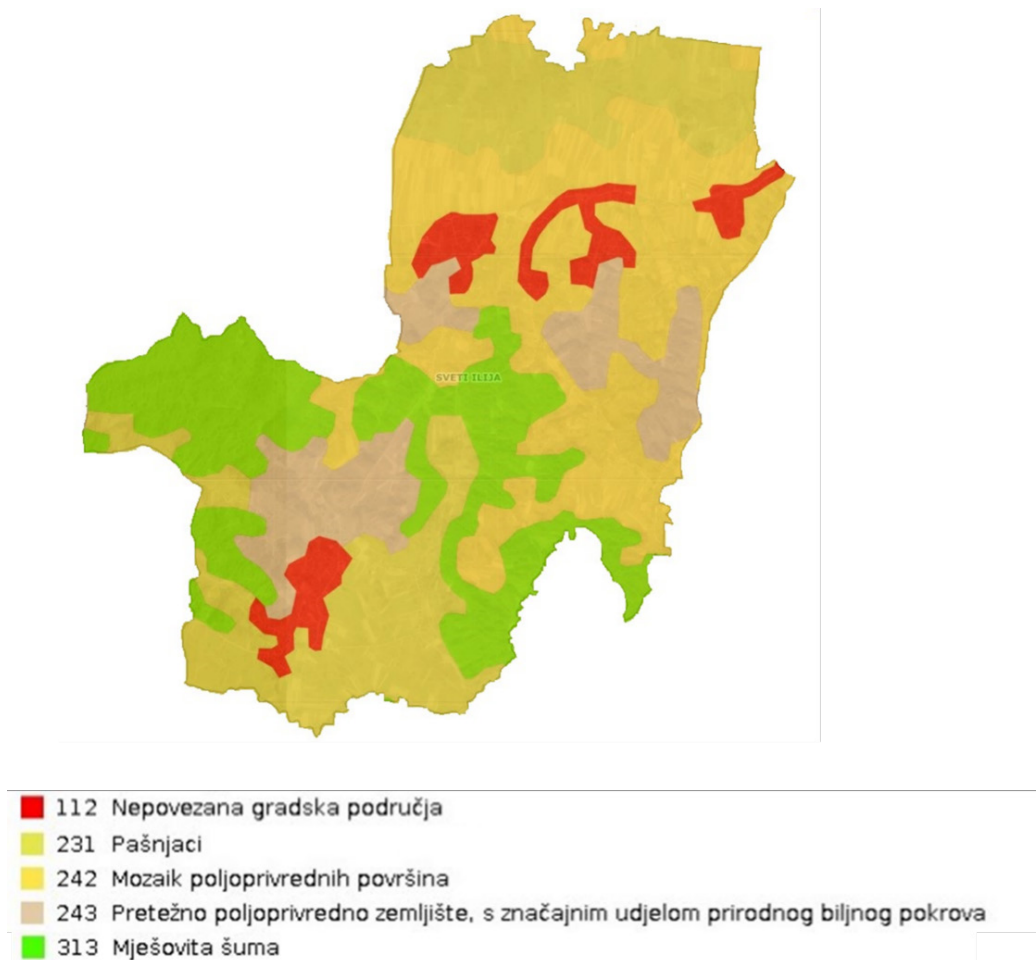 SVETI ILIJA
112 Nepovezana gradska područja
231 Pašnjaci
242 Mozaik poljoprivrednih površina
243 Pretežno poljoprivredno zemljište, s značajnim udjelom prirodnog biljnog pokrova
313 Mješovita šuma